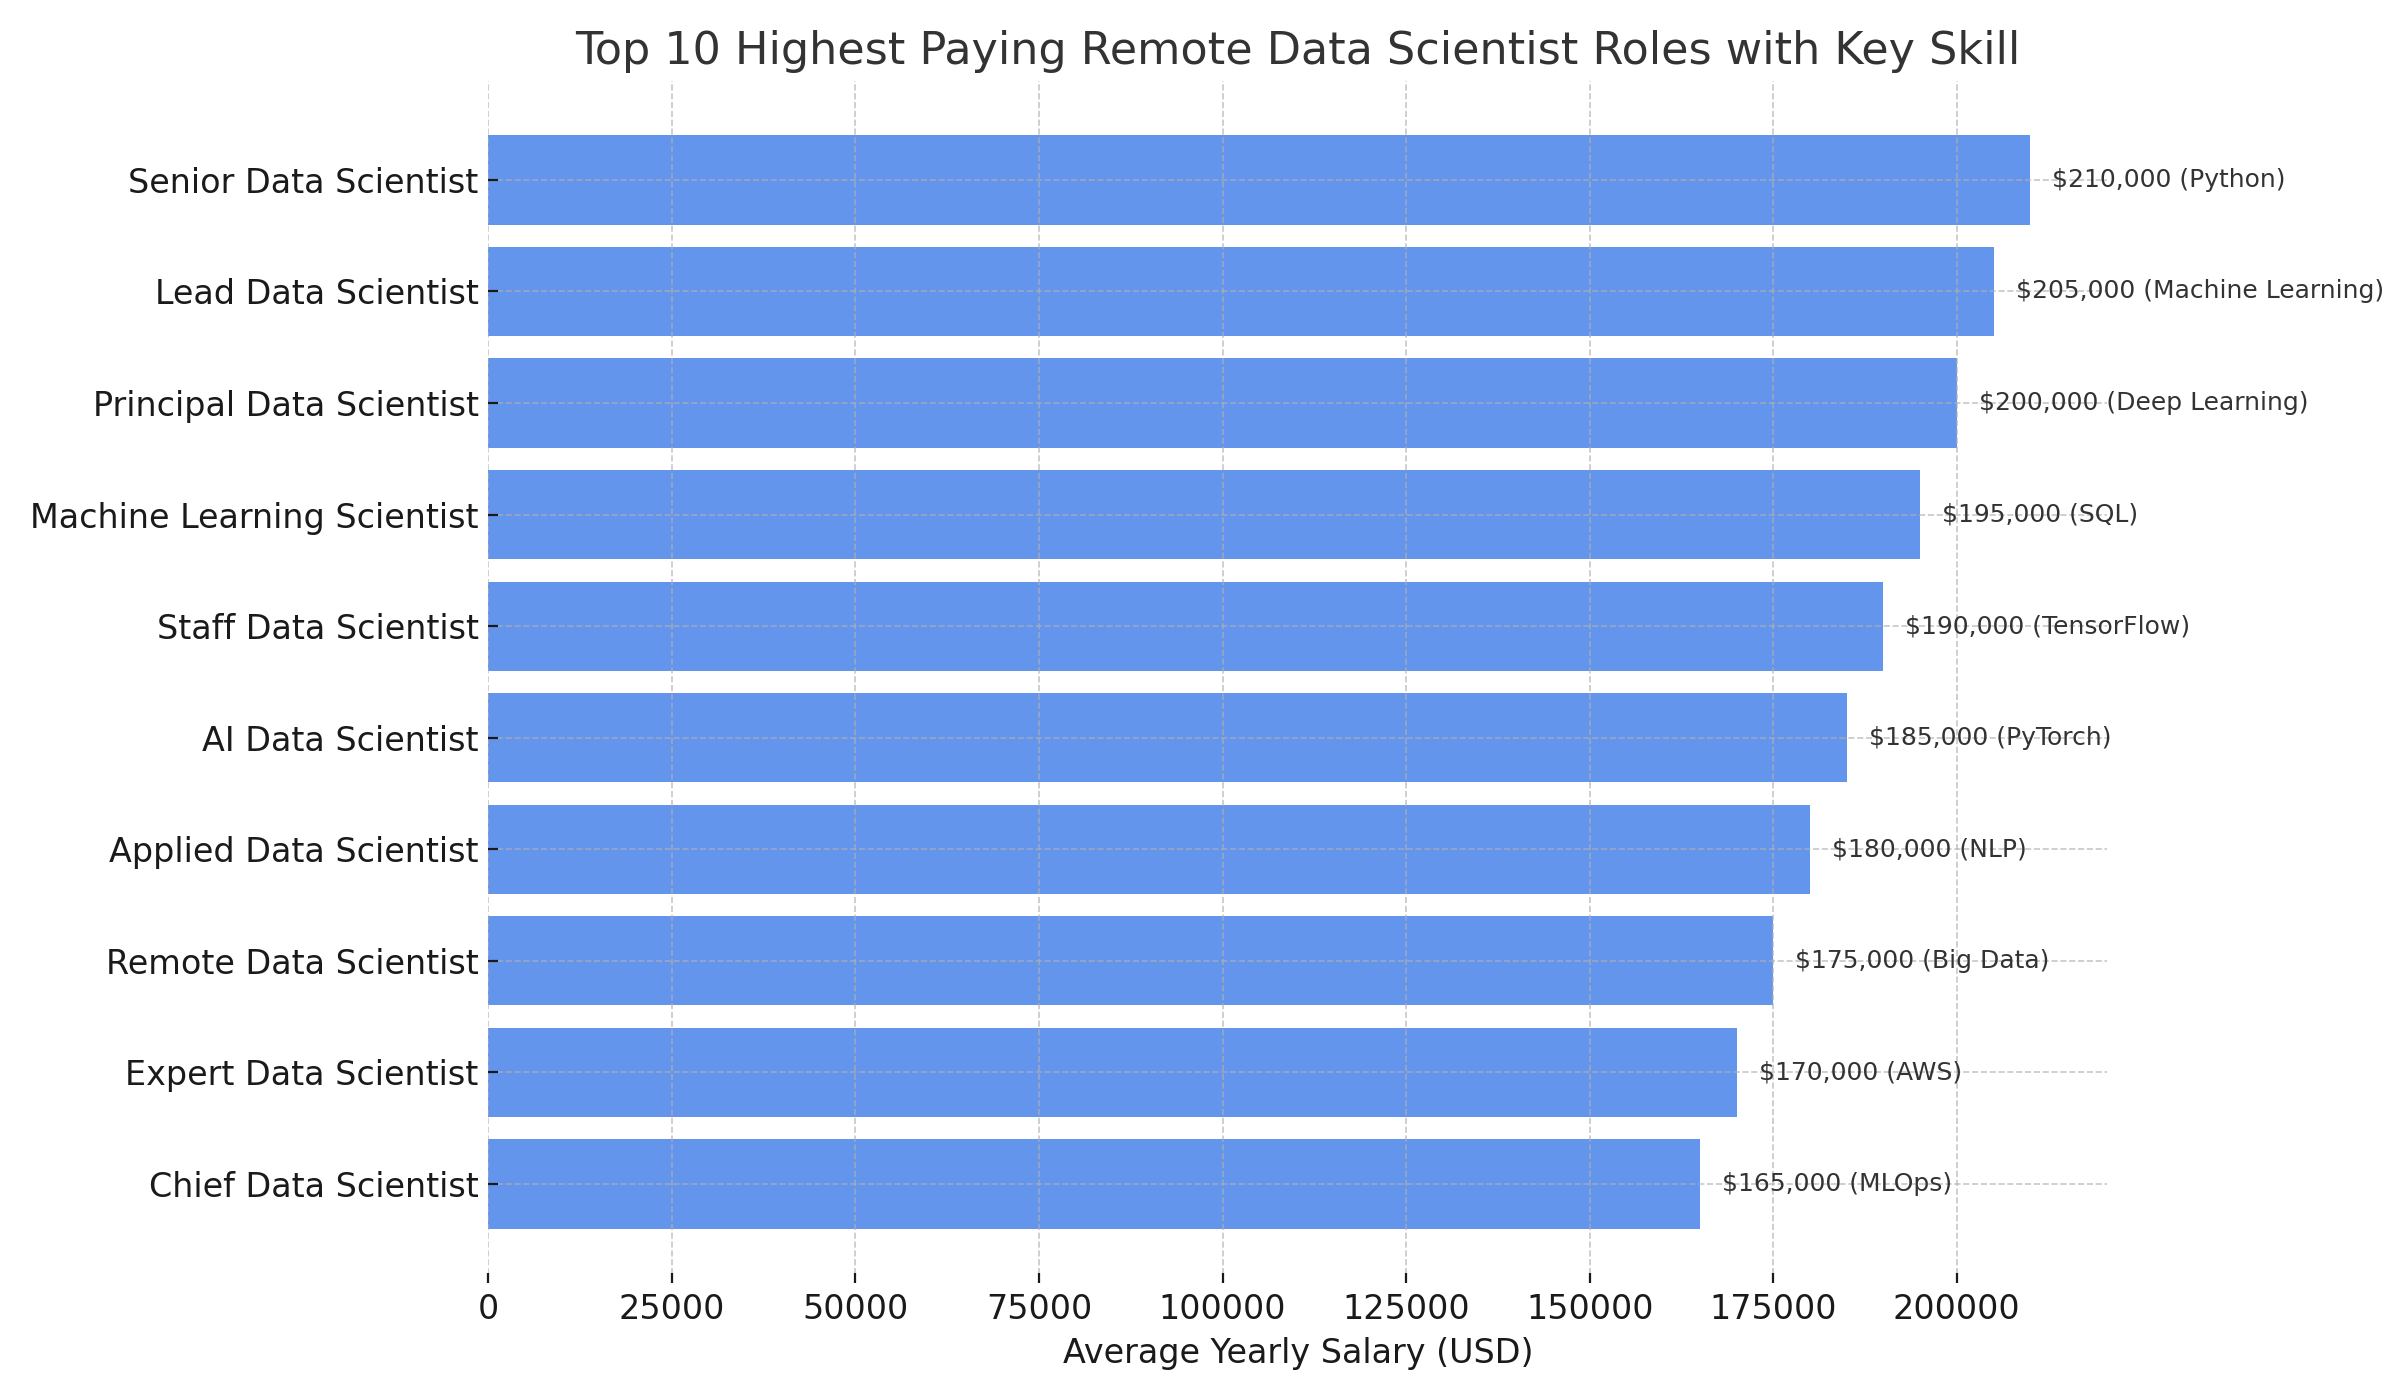 Top 10 Highest Paying Remote Data Scientist Roles with Key Skill
Senior Data Scientist $210,000 (Python)
Lead Data Scientist $205,000 (Machine Learning)
Principal Data Scientist $200,000 (Deep Learning)
Machine Learning Scientist $195,000 (SQL)
Staff Data Scientist $190,000 (TensorFlow)
AI Data Scientist $185,000 (PyTorch)
Applied Data Scientist $180,000 (NLP)
Remote Data Scientist $175,000 (Big Data)
Expert Data Scientist $170,000 (AWS)
Chief Data Scientist $165,000 (MLOps)
0 25000 50000 75000 100000 125000 150000 175000 200000
Average Yearly Salary (USD)